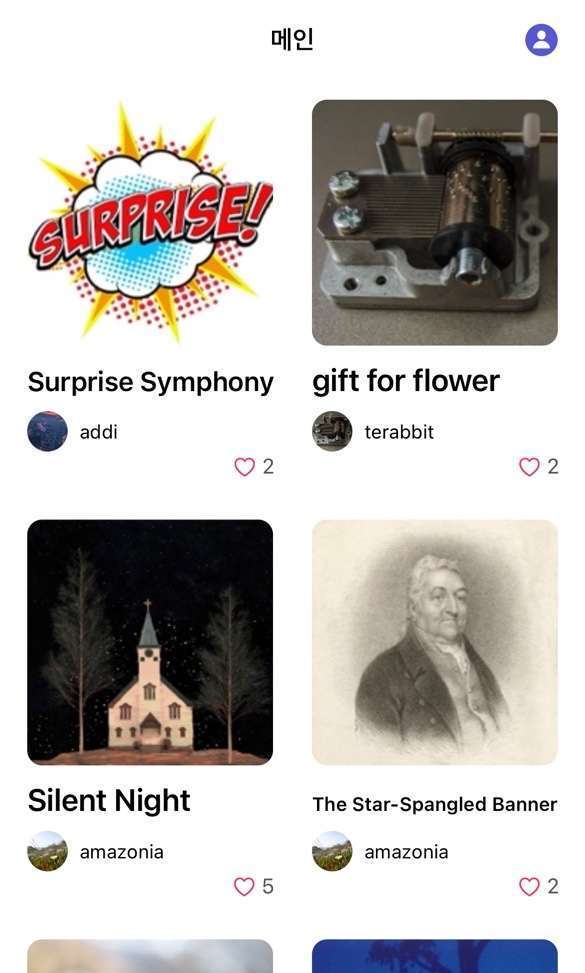 메인
SURPRISE!
Surprise Symphony
addi
2
gift for flower
terabbit
2
Silent Night
amazonia
5
The Star-Spangled Banner
amazonia
2